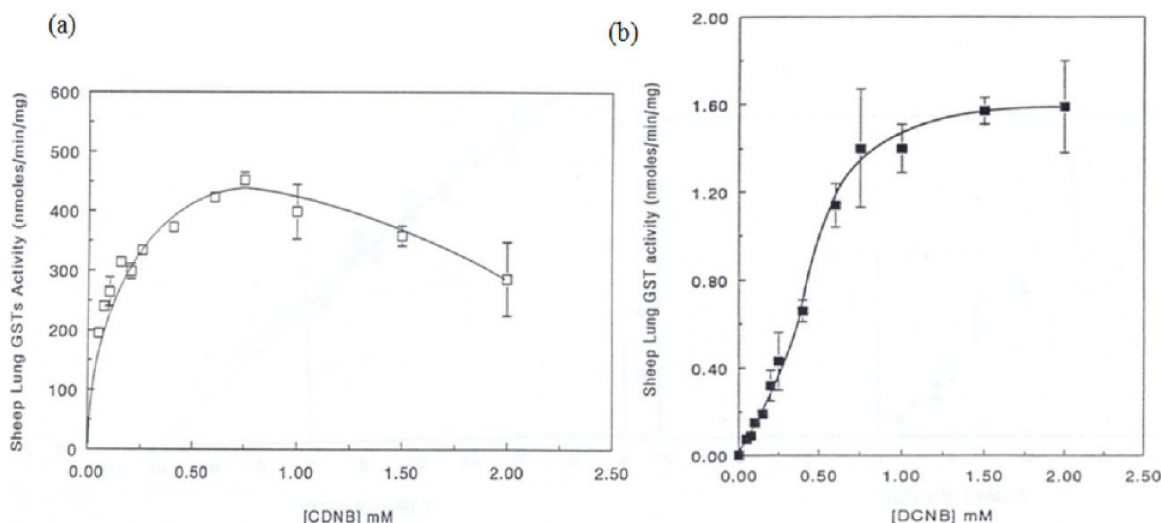 (a)
(b)
Sheep Lung GSTs Activity (nmoles/min/mg)
600
500
400
300
200
100
0
0.00 0.50 1.00 1.50 2.00
[CDNB] mM
Sheep Lung GST activity (nmoles/min/mg)
2.00
1.60
1.20
0.80
0.40
0.00
0.00 0.50 1.00 1.50 2.00 2.50
[DCNB] mM